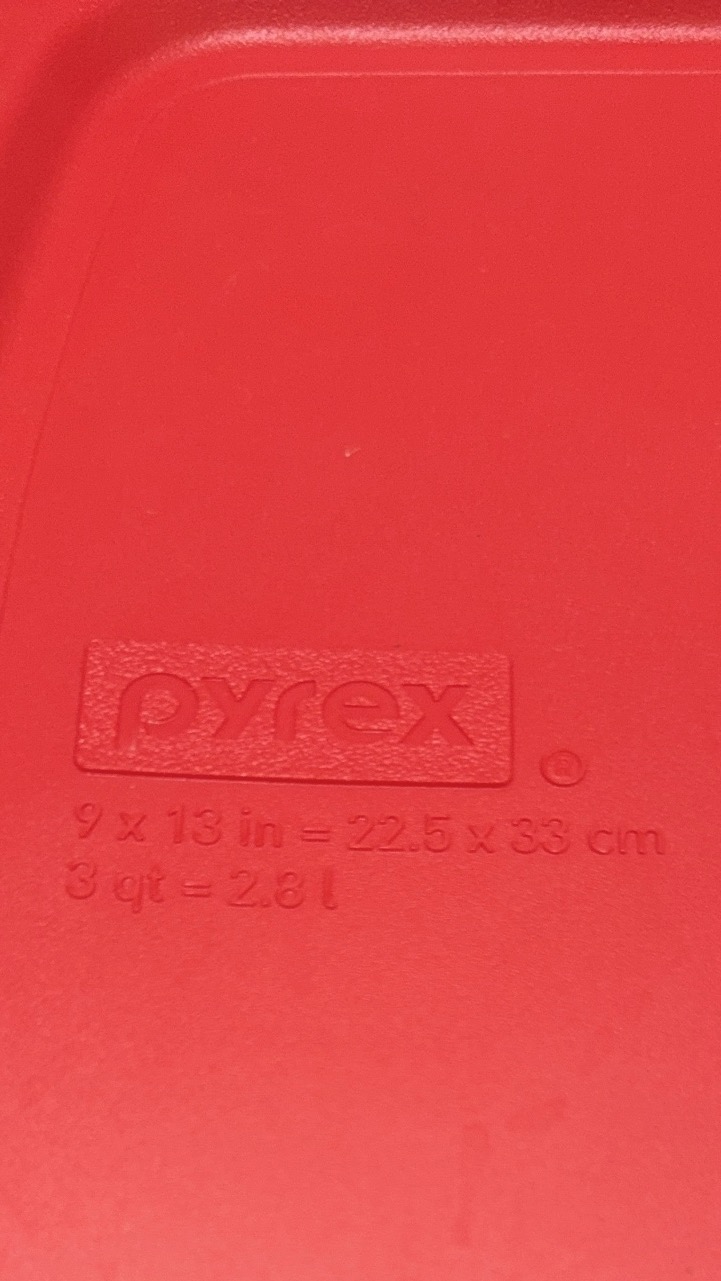 pyrex ®
9 x 13 in = 22.5 x 33 cm
3 qt = 2.8 l